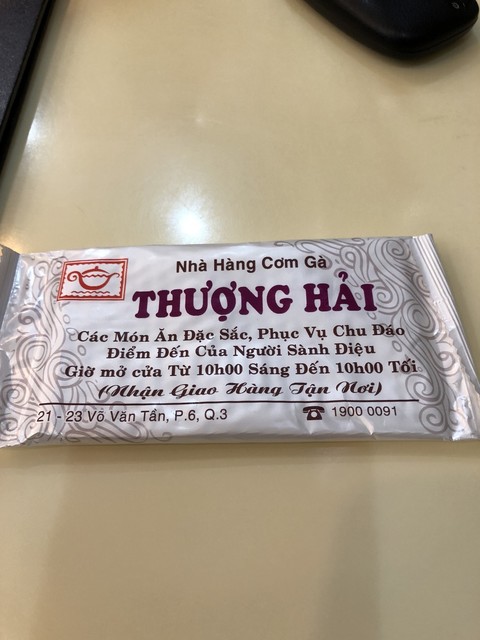 Nhà Hàng Cơm Gà
THƯỢNG HẢI
Các Món Ăn Đặc Sắc, Phục Vụ Chu Đáo
Điểm Đến Của Người Sành Điệu
Giờ mở cửa Từ 10h00 Sáng Đến 10h00 Tối
(Nhận Giao Hàng Tận Nơi)
21 - 23 Võ Văn Tần, P.6, Q.3 ☎ 1900 0091